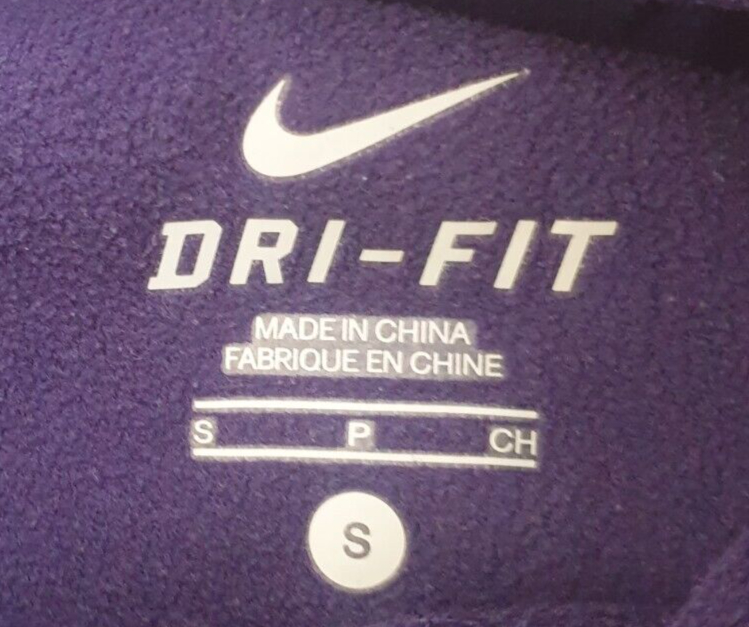 DRI-FIT
MADE IN CHINA
FABRIQUE EN CHINE
S P CH
S